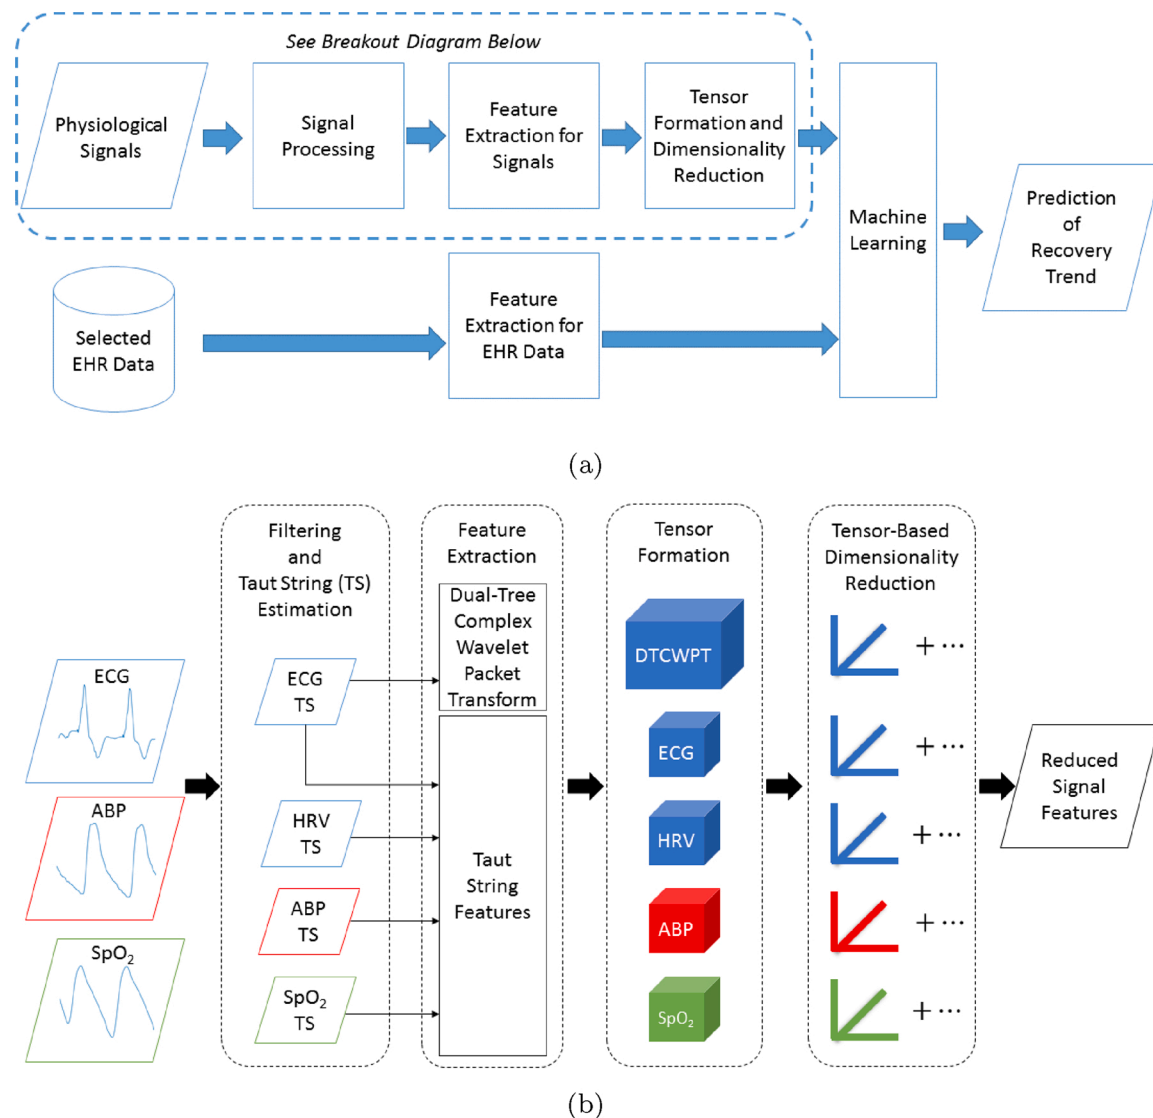 See Breakout Diagram Below
Physiological
Signals
Signal
Processing
Feature
Extraction for
Signals
Tensor
Formation and
Dimensionality
Reduction
Machine
Learning
Prediction
of
Recovery
Trend
Selected
EHR Data
Feature
Extraction for
EHR Data
(a)
Filtering
and
Taut String (TS)
Estimation
Feature
Extraction
Tensor
Formation
Tensor-Based
Dimensionality
Reduction
ECG
ABP
SpO₂
ECG
TS
HRV
TS
ABP
TS
SpO₂
TS
Dual-Tree
Complex
Wavelet
Packet
Transform
Taut
String
Features
DTCWPT
ECG
HRV
ABP
SpO₂
+ ···
+ ···
+ ···
+ ···
+ ···
Reduced
Signal
Features
(b)